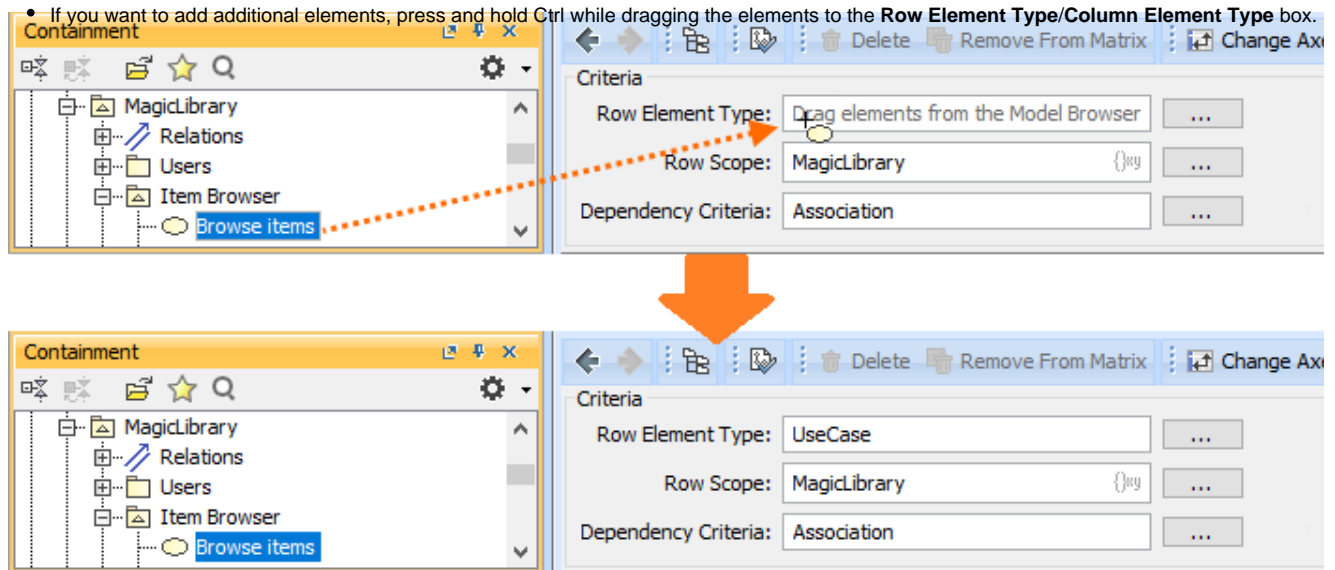 • If you want to add additional elements, press and hold Ctrl while dragging the elements to the Row Element Type/Column Element Type box.
Containment
Delete Remove From Matrix Change Axe
Criteria
MagicLibrary
Row Element Type: Drag elements from the Model Browser ...
Relations
Users
Row Scope: MagicLibrary {}xy ...
Item Browser
Dependency Criteria: Association ...
Browse items
Containment
Delete Remove From Matrix Change Axe
Criteria
MagicLibrary
Row Element Type: UseCase ...
Relations
Users
Row Scope: MagicLibrary {}xy ...
Item Browser
Dependency Criteria: Association ...
Browse items